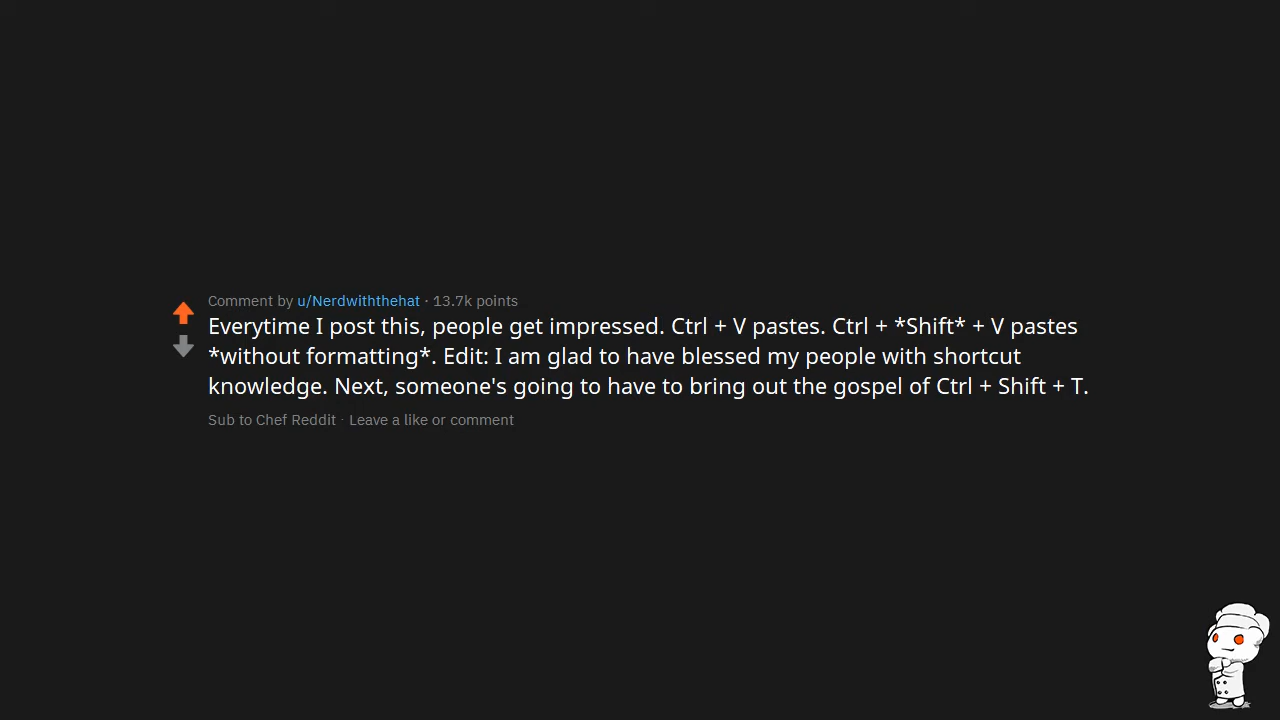 Comment by u/Nerdwiththehat · 13.7k points
Everytime I post this, people get impressed. Ctrl + V pastes. Ctrl + *Shift* + V pastes
*without formatting*. Edit: I am glad to have blessed my people with shortcut
knowledge. Next, someone's going to have to bring out the gospel of Ctrl + Shift + T.
Sub to Chef Reddit · Leave a like or comment